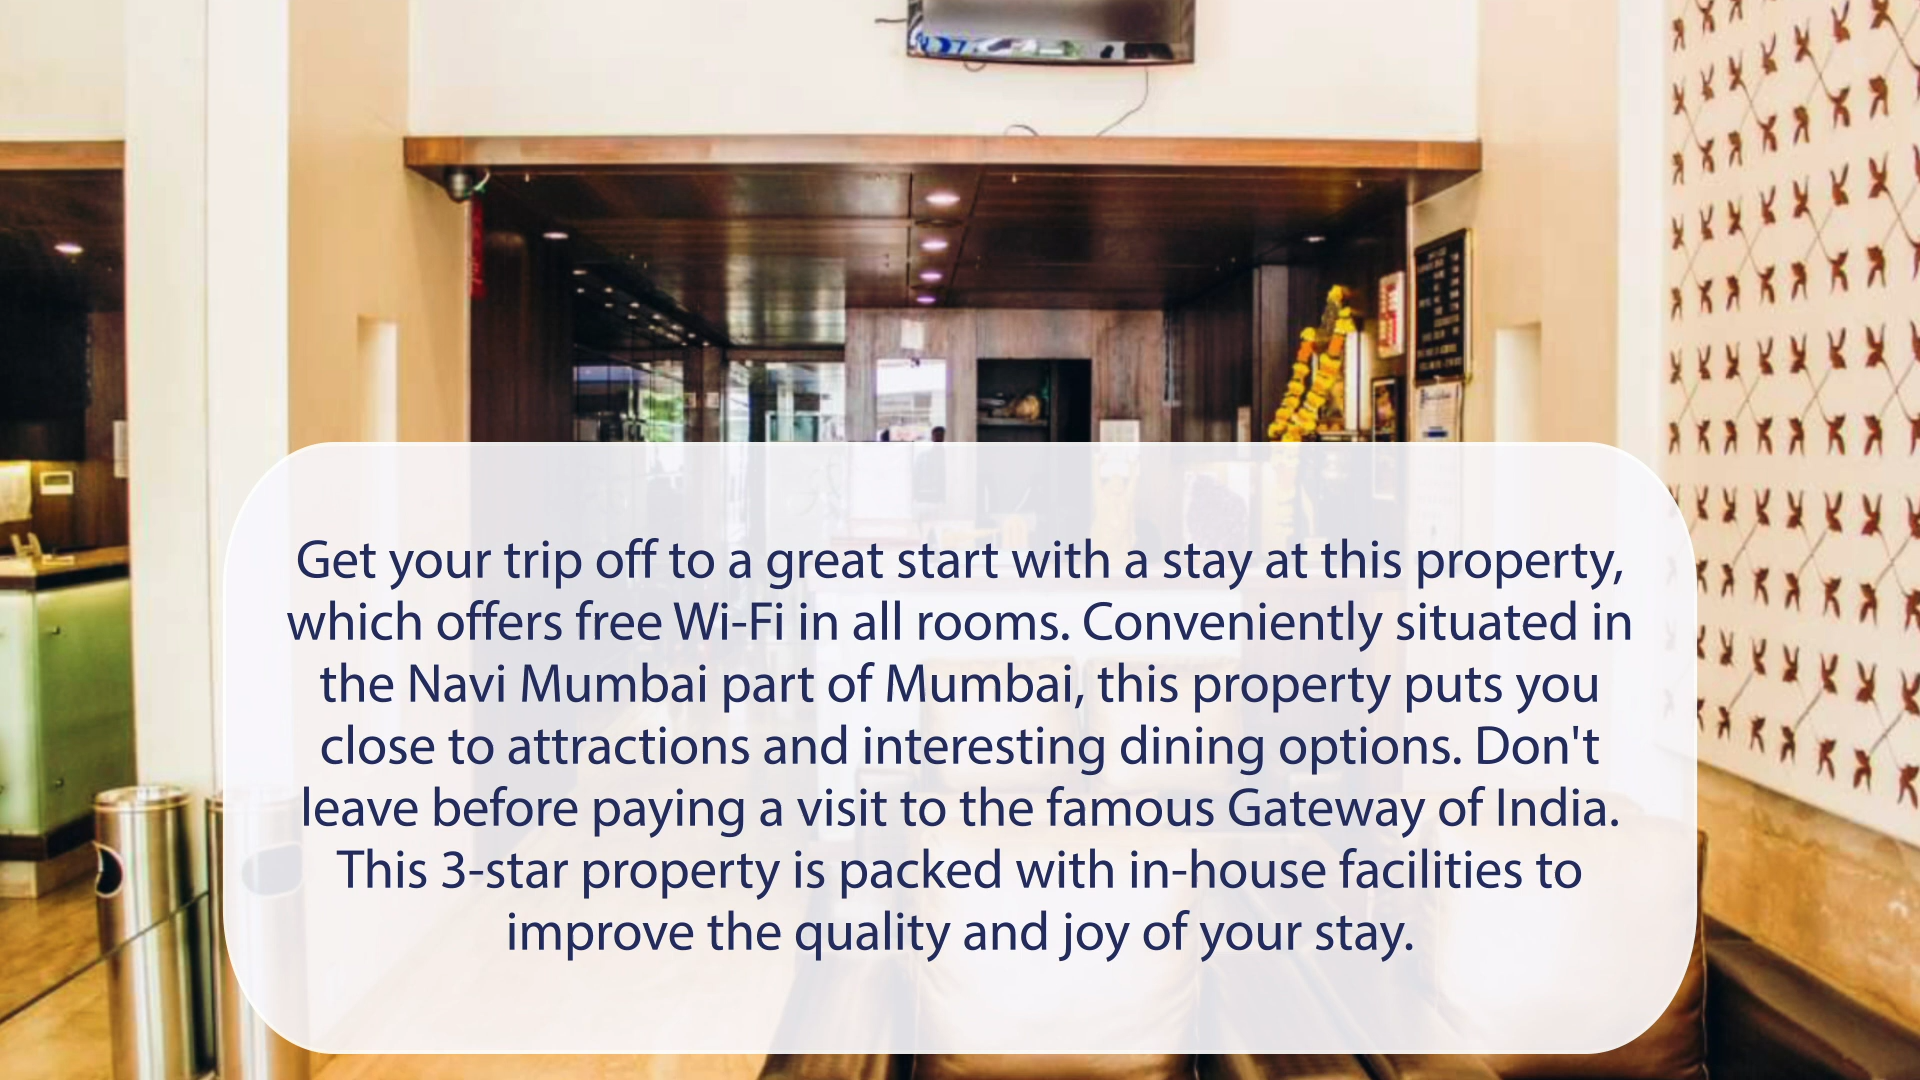 Get your trip off to a great start with a stay at this property,
which offers free Wi-Fi in all rooms. Conveniently situated in
the Navi Mumbai part of Mumbai, this property puts you
close to attractions and interesting dining options. Don't
leave before paying a visit to the famous Gateway of India.
This 3-star property is packed with in-house facilities to
improve the quality and joy of your stay.